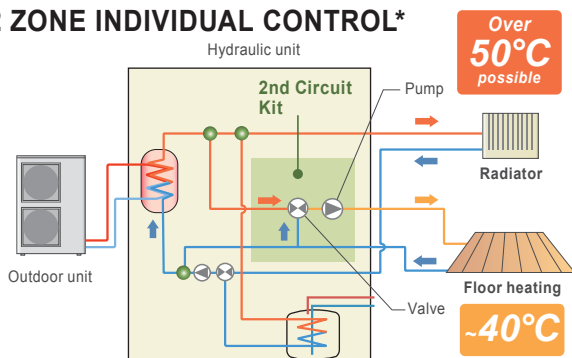 2 ZONE INDIVIDUAL CONTROL*
Hydraulic unit
Over
50°C
possible
2nd Circuit
Kit
Pump
Radiator
Outdoor unit
Valve
Floor heating
~40°C